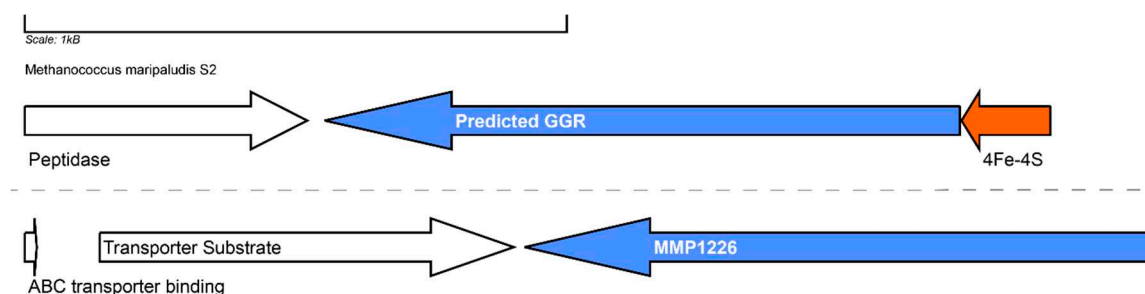 Scale: 1kB
Methanococcus maripaludis S2
Predicted GGR
Peptidase
4Fe-4S
Transporter Substrate
MMP1226
ABC transporter binding